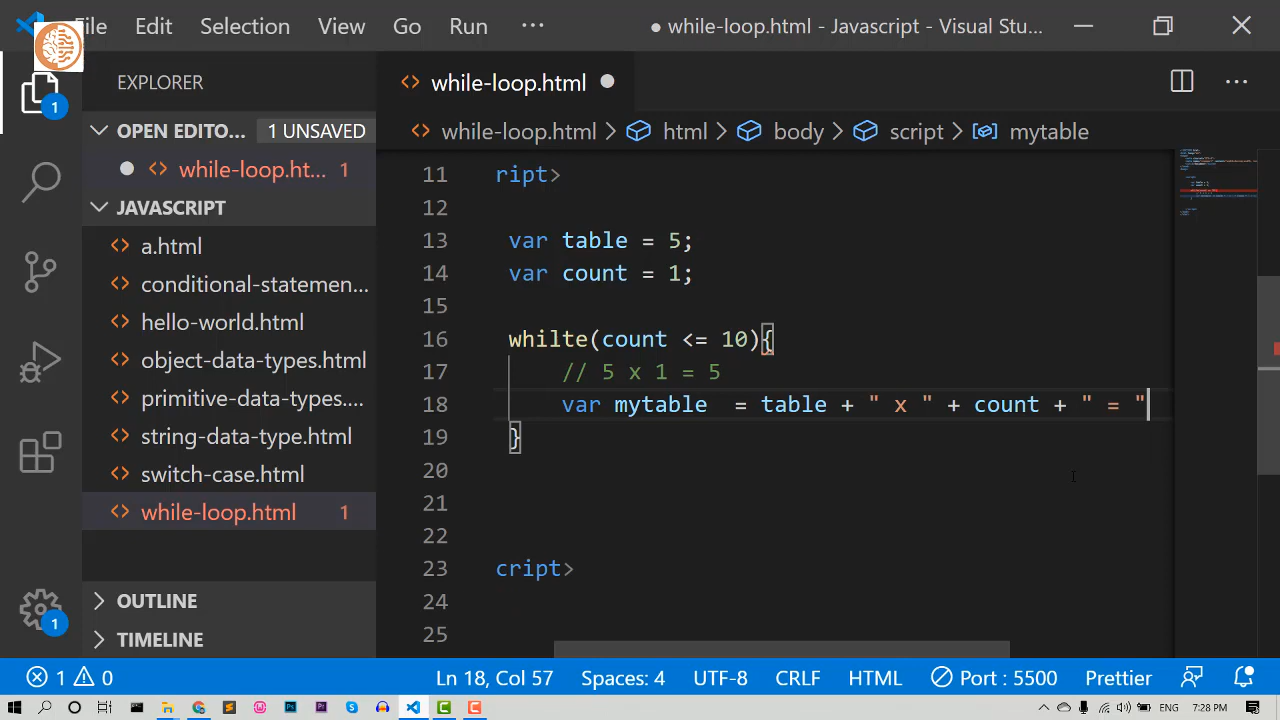 File Edit Selection View Go Run ··· ● while-loop.html - Javascript - Visual Stu...
EXPLORER
while-loop.html ●
OPEN EDITO... 1 UNSAVED
while-loop.html > html > body > script > mytable
while-loop.ht... 1
JAVASCRIPT
a.html
conditional-statemen...
hello-world.html
object-data-types.html
primitive-data-types....
string-data-type.html
switch-case.html
while-loop.html 1
OUTLINE
TIMELINE
11 ript>
12
13 var table = 5;
14 var count = 1;
15
16 whilte(count <= 10){
17 // 5 x 1 = 5
18 var mytable  = table + " x " + count + " = "
19 }
20
21
22
23 cript>
24
25
1
1
1 0 Ln 18, Col 57 Spaces: 4 UTF-8 CRLF HTML Port : 5500 Prettier
ENG 7:28 PM